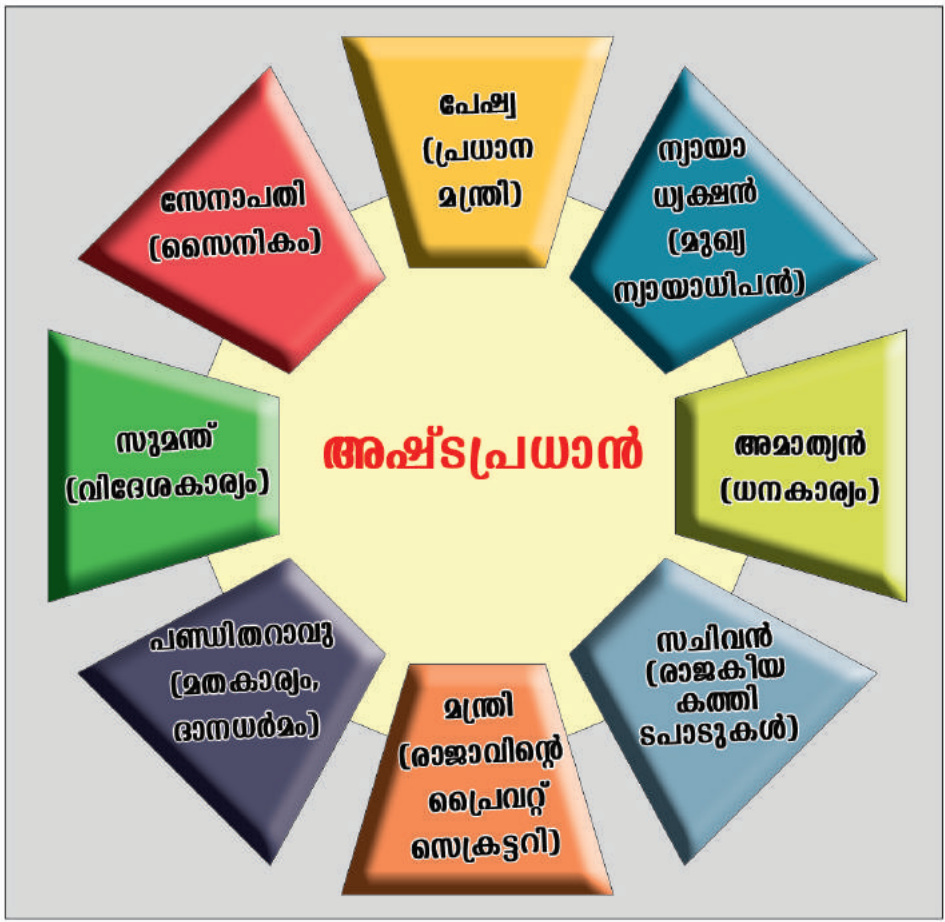 പേഷ്വ
(പ്രധാന
മന്ത്രി)
ന്യായാ
ധ്യക്ഷൻ
(മുഖ്യ
ന്യായാധിപൻ)
അമാത്യൻ
(ധനകാര്യം)
സചിവൻ
(രാജകീയ
കത്തി
ടപാടുകൾ)
മന്ത്രി
(രാജാവിന്റെ
പ്രൈവറ്റ്
സെക്രട്ടറി)
പണ്ഡിതറാവു
(മതകാര്യം,
ദാനധർമം)
സുമന്ത്
(വിദേശകാര്യം)
സേനാപതി
(സൈനികം)
അഷ്ടപ്രധാൻ